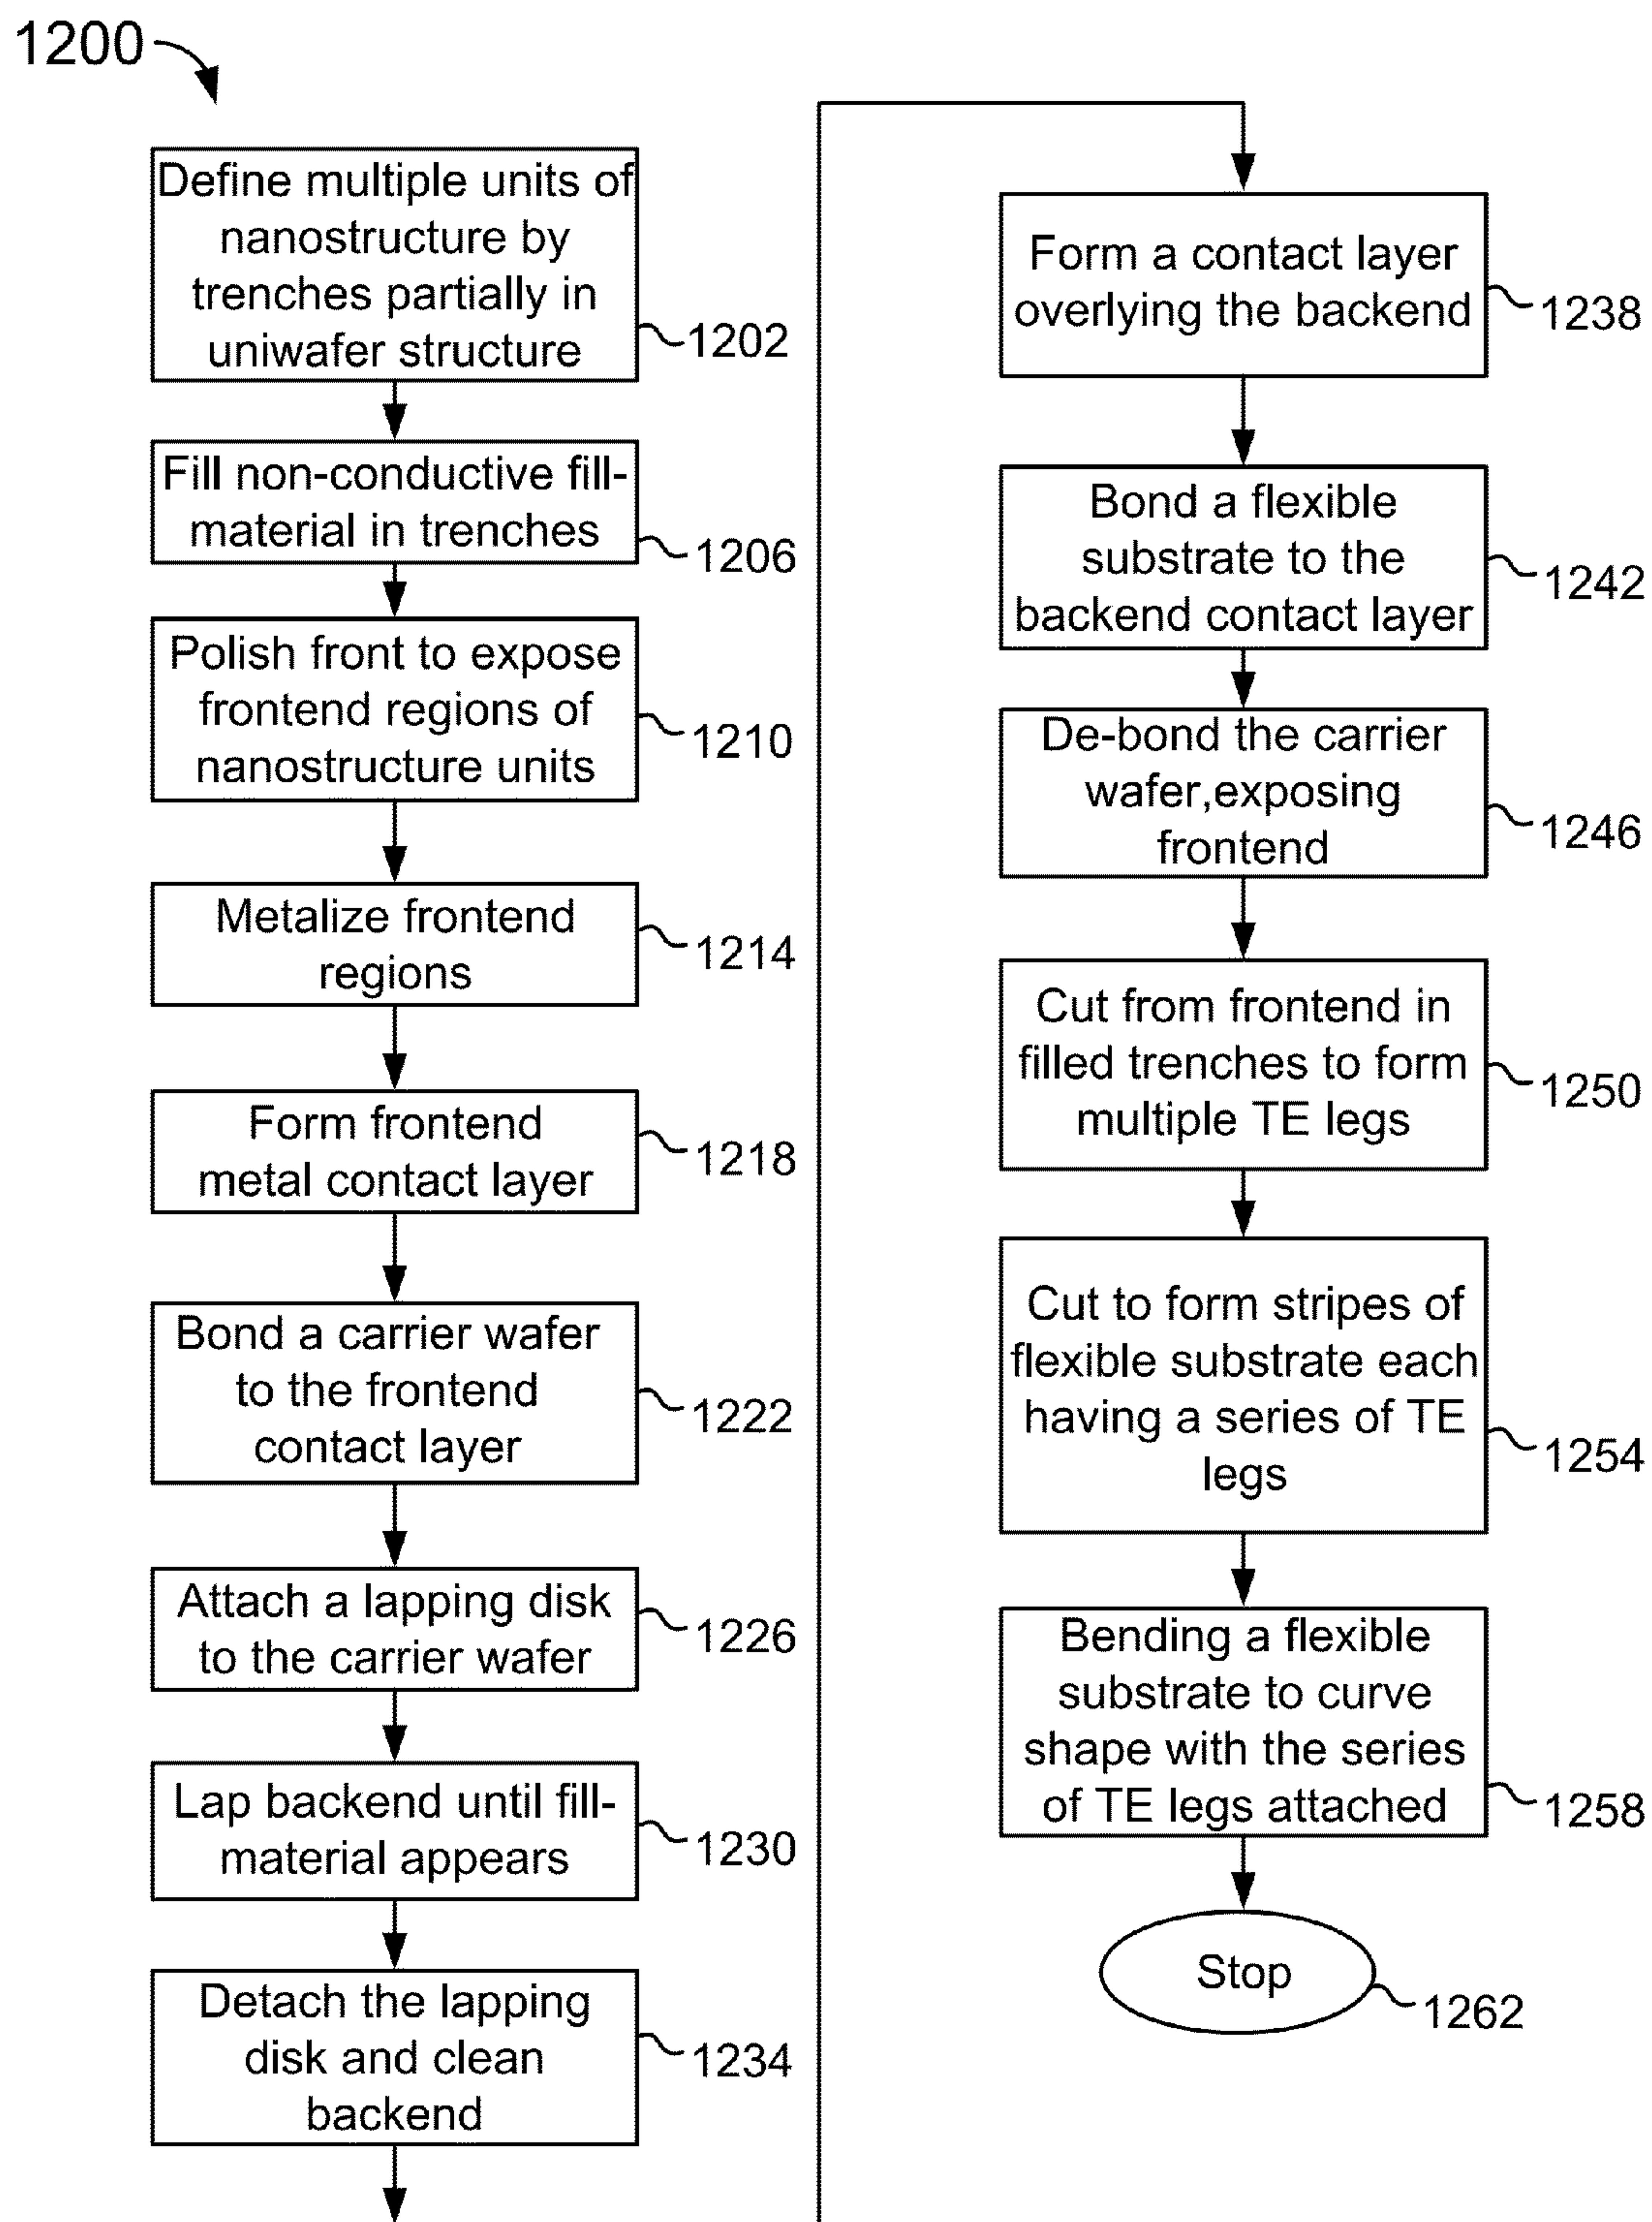 1200
Define multiple units of
nanostructure by
trenches partially in
uniwafer structure
1202
Fill non-conductive fill-
material in trenches
1206
Polish front to expose
frontend regions of
nanostructure units
1210
Metalize frontend
regions
1214
Form frontend
metal contact layer
1218
Bond a carrier wafer
to the frontend
contact layer
1222
Attach a lapping disk
to the carrier wafer
1226
Lap backend until fill-
material appears
1230
Detach the lapping
disk and clean
backend
1234
Form a contact layer
overlying the backend
1238
Bond a flexible
substrate to the
backend contact layer
1242
De-bond the carrier
wafer,exposing
frontend
1246
Cut from frontend in
filled trenches to form
multiple TE legs
1250
Cut to form stripes of
flexible substrate each
having a series of TE
legs
1254
Bending a flexible
substrate to curve
shape with the series
of TE legs attached
1258
Stop
1262